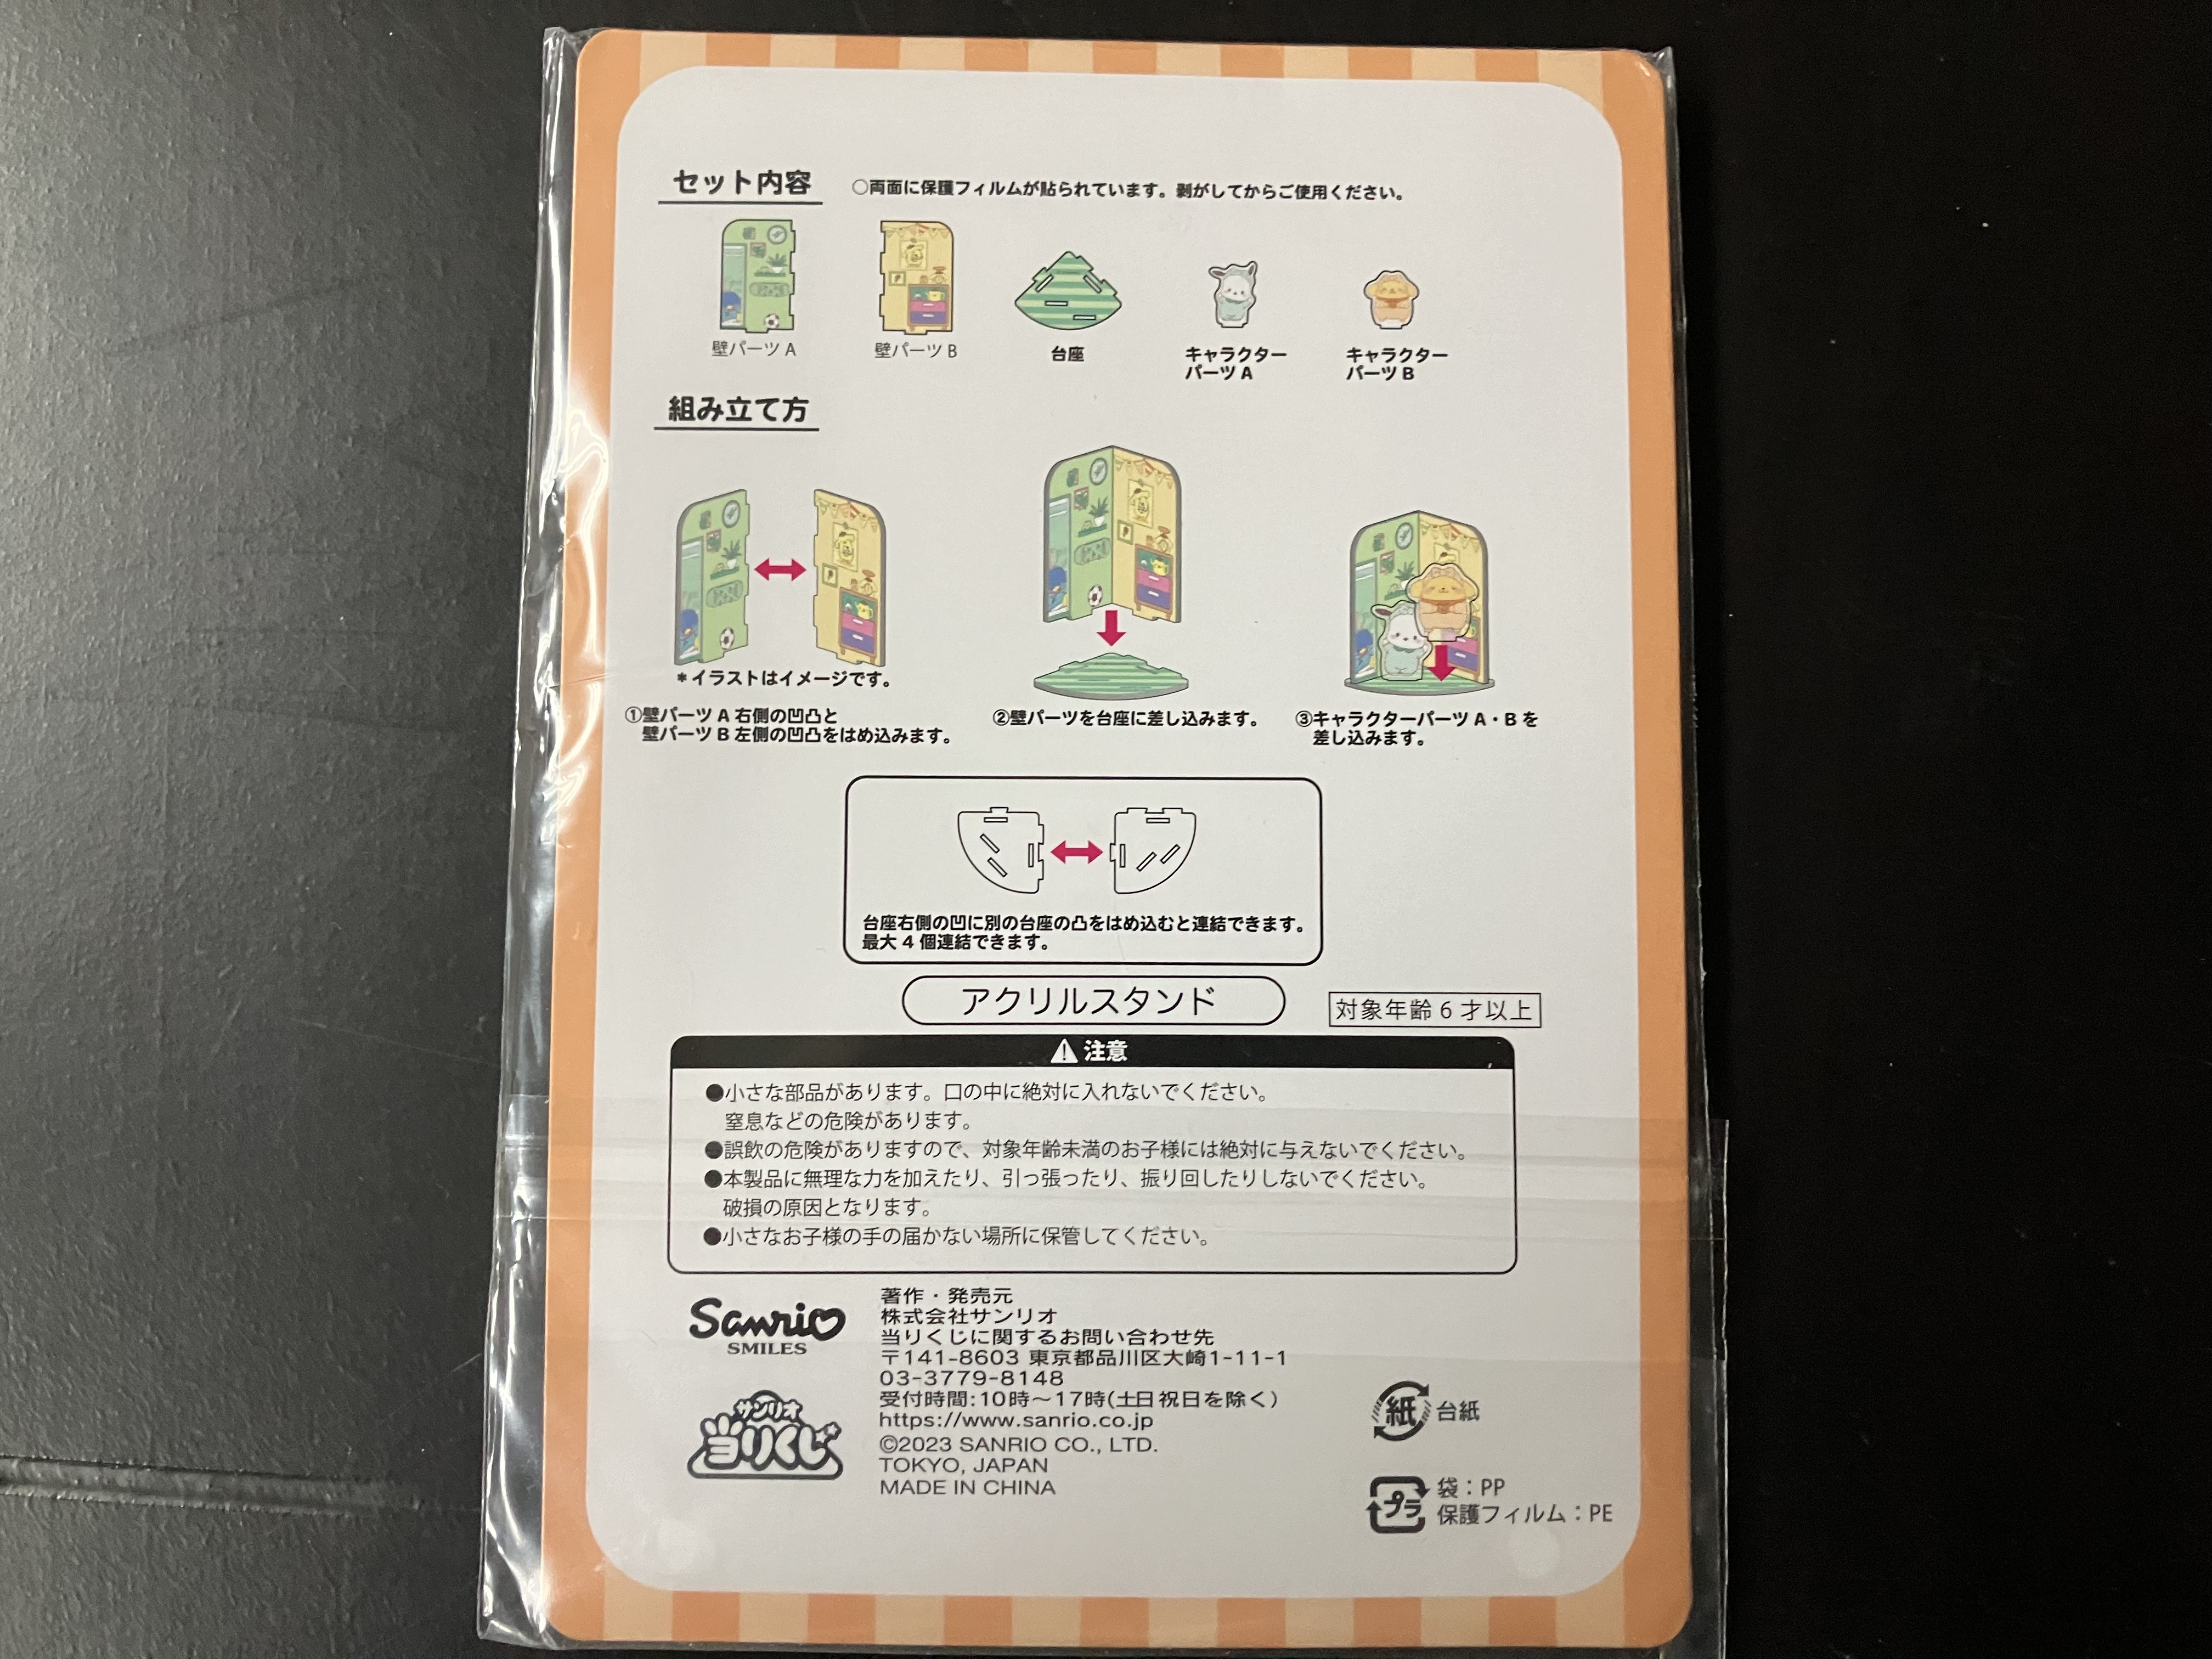 セット内容
○両面に保護フィルムが貼られています。剝がしてからご使用ください。
壁パーツ A
壁パーツ B
台座
キャラクター
パーツ A
キャラクター
パーツ B
組み立て方
＊イラストはイメージです。
①壁パーツ A 右側の凹凸と
壁パーツ B 左側の凹凸をはめ込みます。
②壁パーツを台座に差し込みます。
③キャラクターパーツ A・B を
差し込みます。
台座右側の凹に別の台座の凸をはめ込むと連結できます。
最大 4 個連結できます。
アクリルスタンド
対象年齢 6 才以上
注意
●小さな部品があります。口の中に絶対に入れないでください。
窒息などの危険があります。
●誤飲の危険がありますので、対象年齢未満のお子様には絶対に与えないでください。
●本製品に無理な力を加えたり、引っ張ったり、振り回したりしないでください。
破損の原因となります。
●小さなお子様の手の届かない場所に保管してください。
Sanrio
SMILES
サンリオ
当りくじ
著作・発売元
株式会社サンリオ
当りくじに関するお問い合わせ先
〒141-8603 東京都品川区大崎1-11-1
03-3779-8148
受付時間:10時～17時(土日祝日を除く)
https://www.sanrio.co.jp
©2023 SANRIO CO., LTD.
TOKYO, JAPAN
MADE IN CHINA
紙 台紙
プラ 袋：PP
保護フィルム：PE